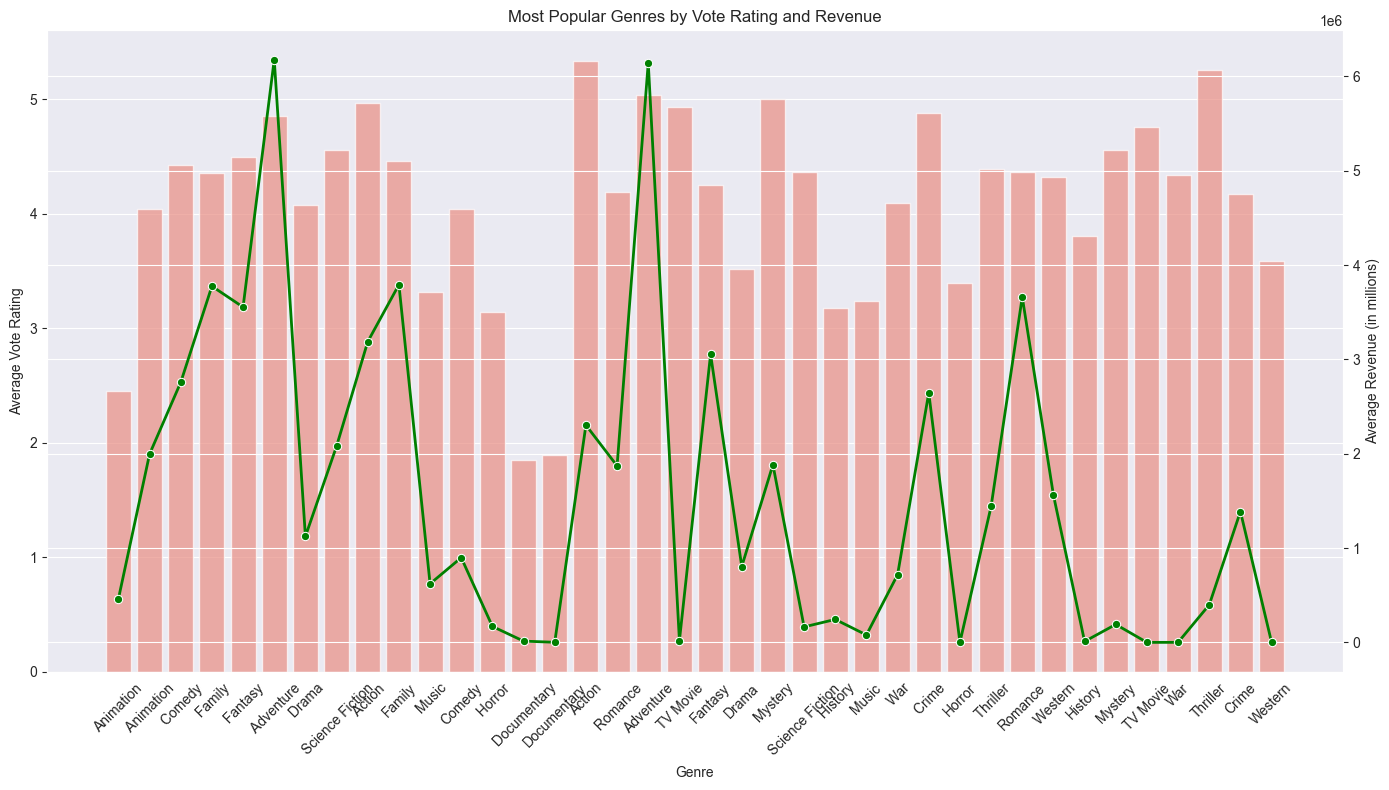 Most Popular Genres by Vote Rating and Revenue
1e6
Average Vote Rating
5
4
3
2
1
0
6
5
4
3
2
1
0
Average Revenue (in millions)
Animation
Animation
Comedy
Family
Fantasy
Adventure
Drama
Science Fiction
Action
Family
Music
Comedy
Horror
Documentary
Documentary
Action
Romance
Adventure
TV Movie
Fantasy
Drama
Mystery
Science Fiction
History
Music
War
Crime
Horror
Thriller
Romance
Western
History
Mystery
TV Movie
War
Thriller
Crime
Western
Genre